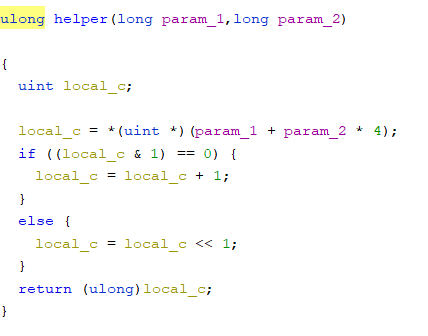 ulong helper(long param_1,long param_2)
{
uint local_c;
local_c = *(uint *)(param_1 + param_2 * 4);
if ((local_c & 1) == 0) {
local_c = local_c + 1;
}
else {
local_c = local_c << 1;
}
return (ulong)local_c;
}